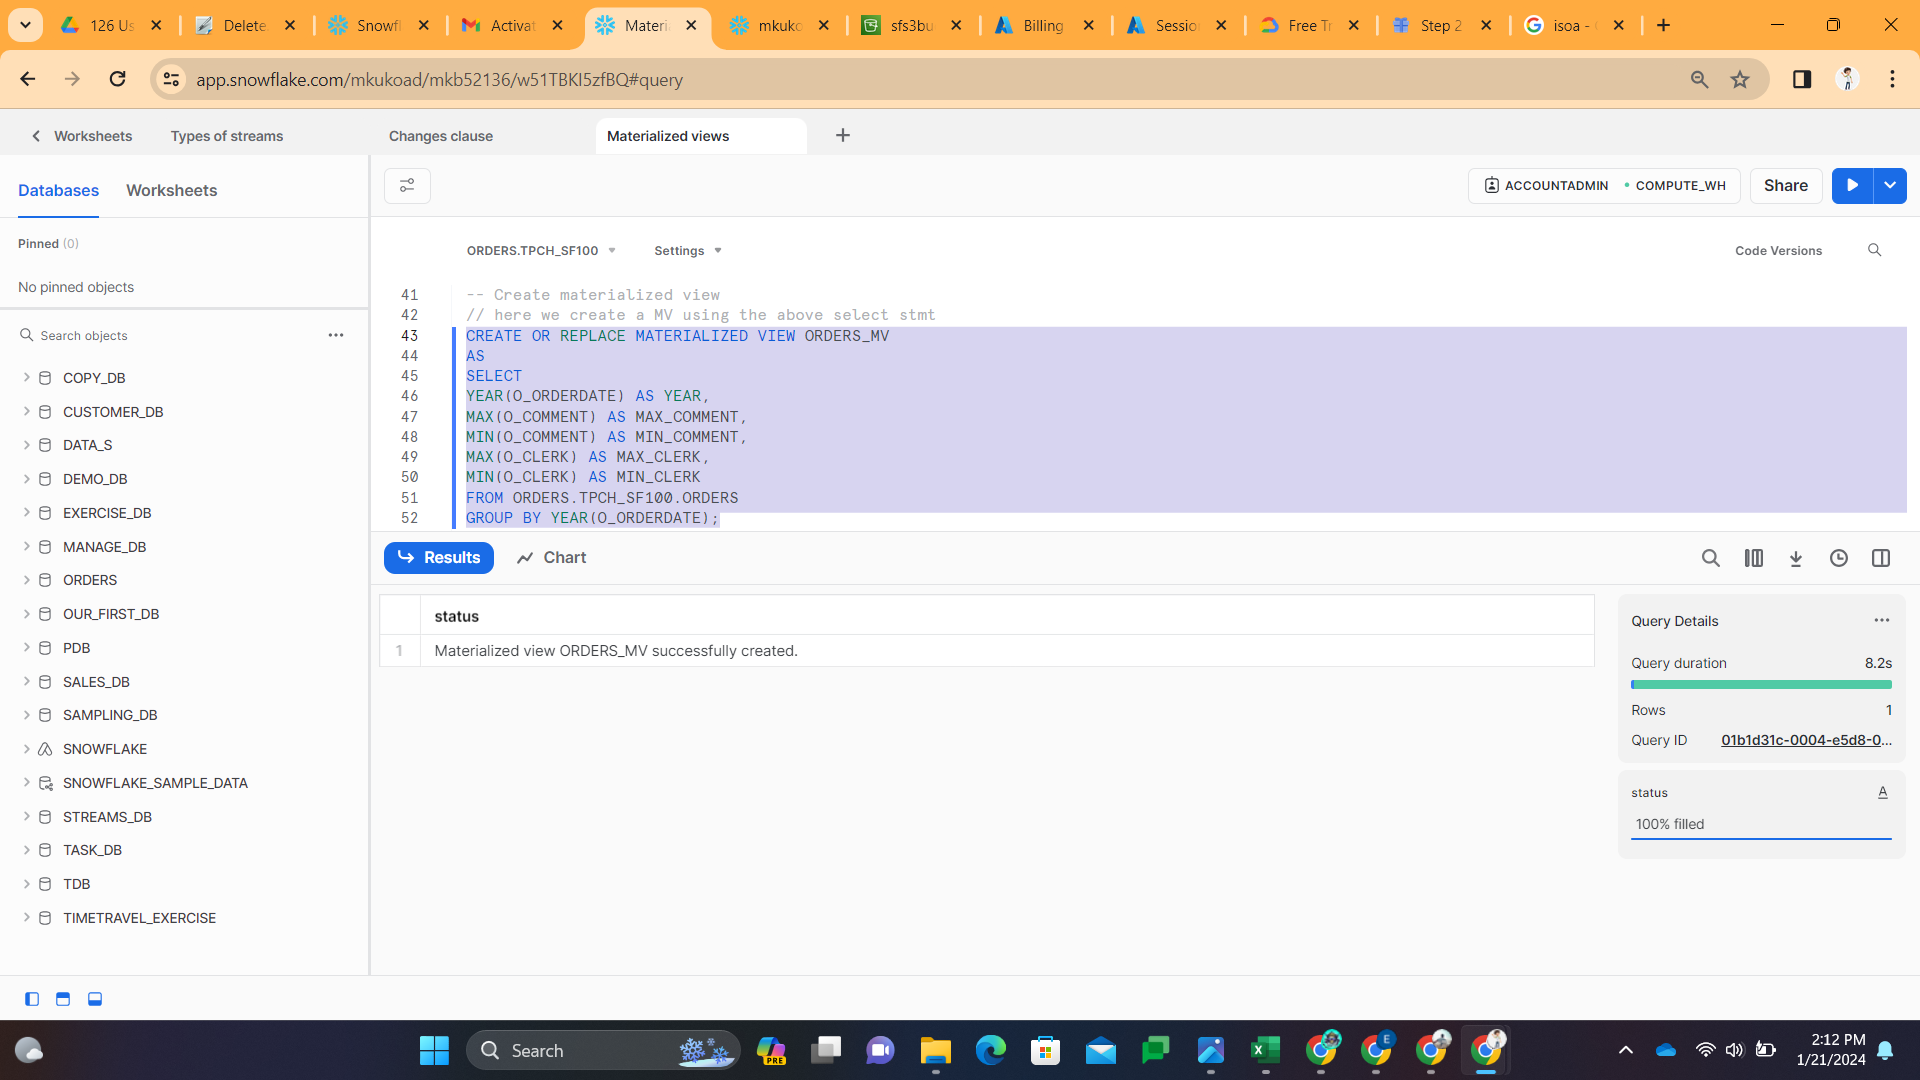 126 Us
Delete
Snowfl
Activat
Materi
mkuko
sfs3bu
Billing
Sessio
Free Tr
Step 2
isoa -
app.snowflake.com/mkukoad/mkb52136/w51TBKI5zfBQ#query
Worksheets
Types of streams
Changes clause
Materialized views
Databases
Worksheets
ACCOUNTADMIN
COMPUTE_WH
Share
Pinned (0)
No pinned objects
ORDERS.TPCH_SF100
Settings
Code Versions
Search objects
COPY_DB
CUSTOMER_DB
DATA_S
DEMO_DB
EXERCISE_DB
MANAGE_DB
ORDERS
OUR_FIRST_DB
PDB
SALES_DB
SAMPLING_DB
SNOWFLAKE
SNOWFLAKE_SAMPLE_DATA
STREAMS_DB
TASK_DB
TDB
TIMETRAVEL_EXERCISE
41 -- Create materialized view
42 // here we create a MV using the above select stmt
43 CREATE OR REPLACE MATERIALIZED VIEW ORDERS_MV
44 AS
45 SELECT
46 YEAR(O_ORDERDATE) AS YEAR,
47 MAX(O_COMMENT) AS MAX_COMMENT,
48 MIN(O_COMMENT) AS MIN_COMMENT,
49 MAX(O_CLERK) AS MAX_CLERK,
50 MIN(O_CLERK) AS MIN_CLERK
51 FROM ORDERS.TPCH_SF100.ORDERS
52 GROUP BY YEAR(O_ORDERDATE);
Results
Chart
status
1 Materialized view ORDERS_MV successfully created.
Query Details
Query duration 8.2s
Rows 1
Query ID 01b1d31c-0004-e5d8-0...
status A
100% filled
Search
PRE
E
2:12 PM
1/21/2024